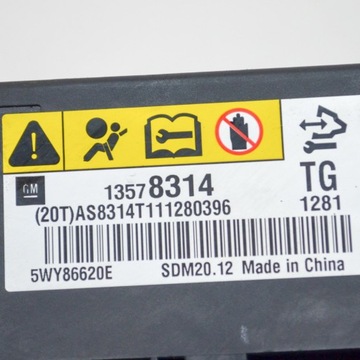 GM
13578314
TG
(20T)AS8314T111280396
1281
5WY86620E
SDM20.12 Made in China